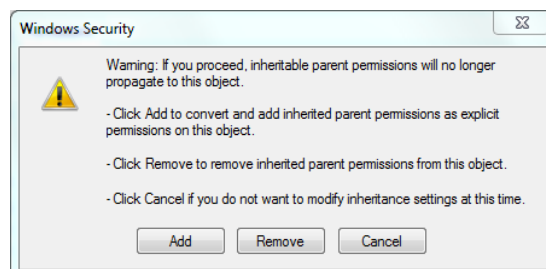 Windows Security
Warning: If you proceed, inheritable parent permissions will no longer
propagate to this object.
- Click Add to convert and add inherited parent permissions as explicit
permissions on this object.
- Click Remove to remove inherited parent permissions from this object.
- Click Cancel if you do not want to modify inheritance settings at this time.
Add Remove Cancel